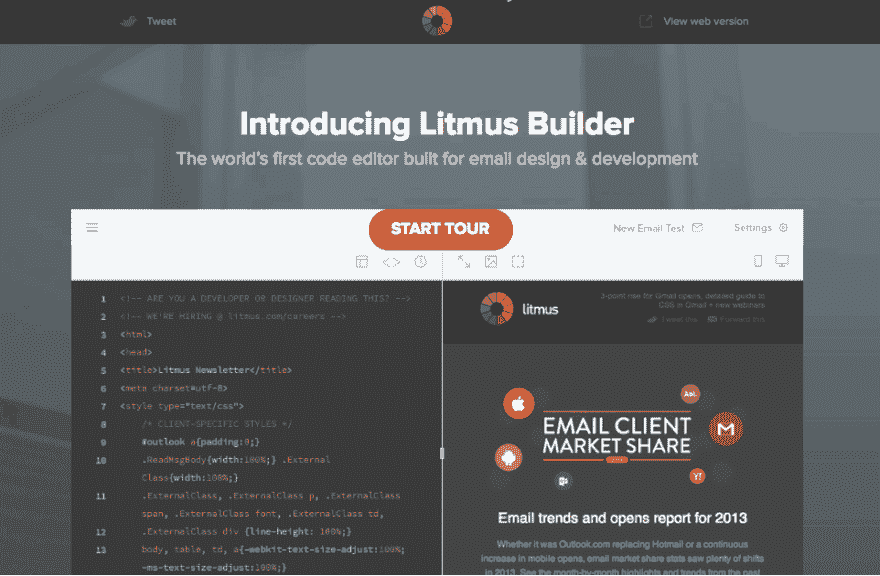 Tweet
View web version
Introducing Litmus Builder
The world's first code editor built for email design & development
START TOUR
New Email Test
Settings
1 <!-- ARE YOU A DEVELOPER OR DESIGNER READING THIS? -->
2 <!-- WE'RE HIRING @ litmus.com/careers -->
3 <html>
4 <head>
5 <title>Litmus Newsletter</title>
6 <meta charset=utf-8>
7 <style type="text/css">
8 /* CLIENT-SPECIFIC STYLES */
9 #outlook a{padding:0;}
10 .ReadMsgBody{width:100%;} .External
Class{width:100%;}
11 .ExternalClass, .ExternalClass p, .ExternalClass
span, .ExternalClass font, .ExternalClass td,
12 .ExternalClass div {line-height: 100%;}
13 body, table, td, a{-webkit-text-size-adjust:100%;
-ms-text-size-adjust:100%;}
litmus
3-point rise for Gmail opens, detailed guide to
CSS in Gmail + new webinars
Tweet this
Forward this
Aol.
EMAIL CLIENT
MARKET SHARE
Y!
Email trends and opens report for 2013
Whether it was Outlook.com replacing Hotmail or a continuous
increase in mobile opens, email market share stats saw plenty of shifts
in 2013. See the month-by-month highlights and trends from the past